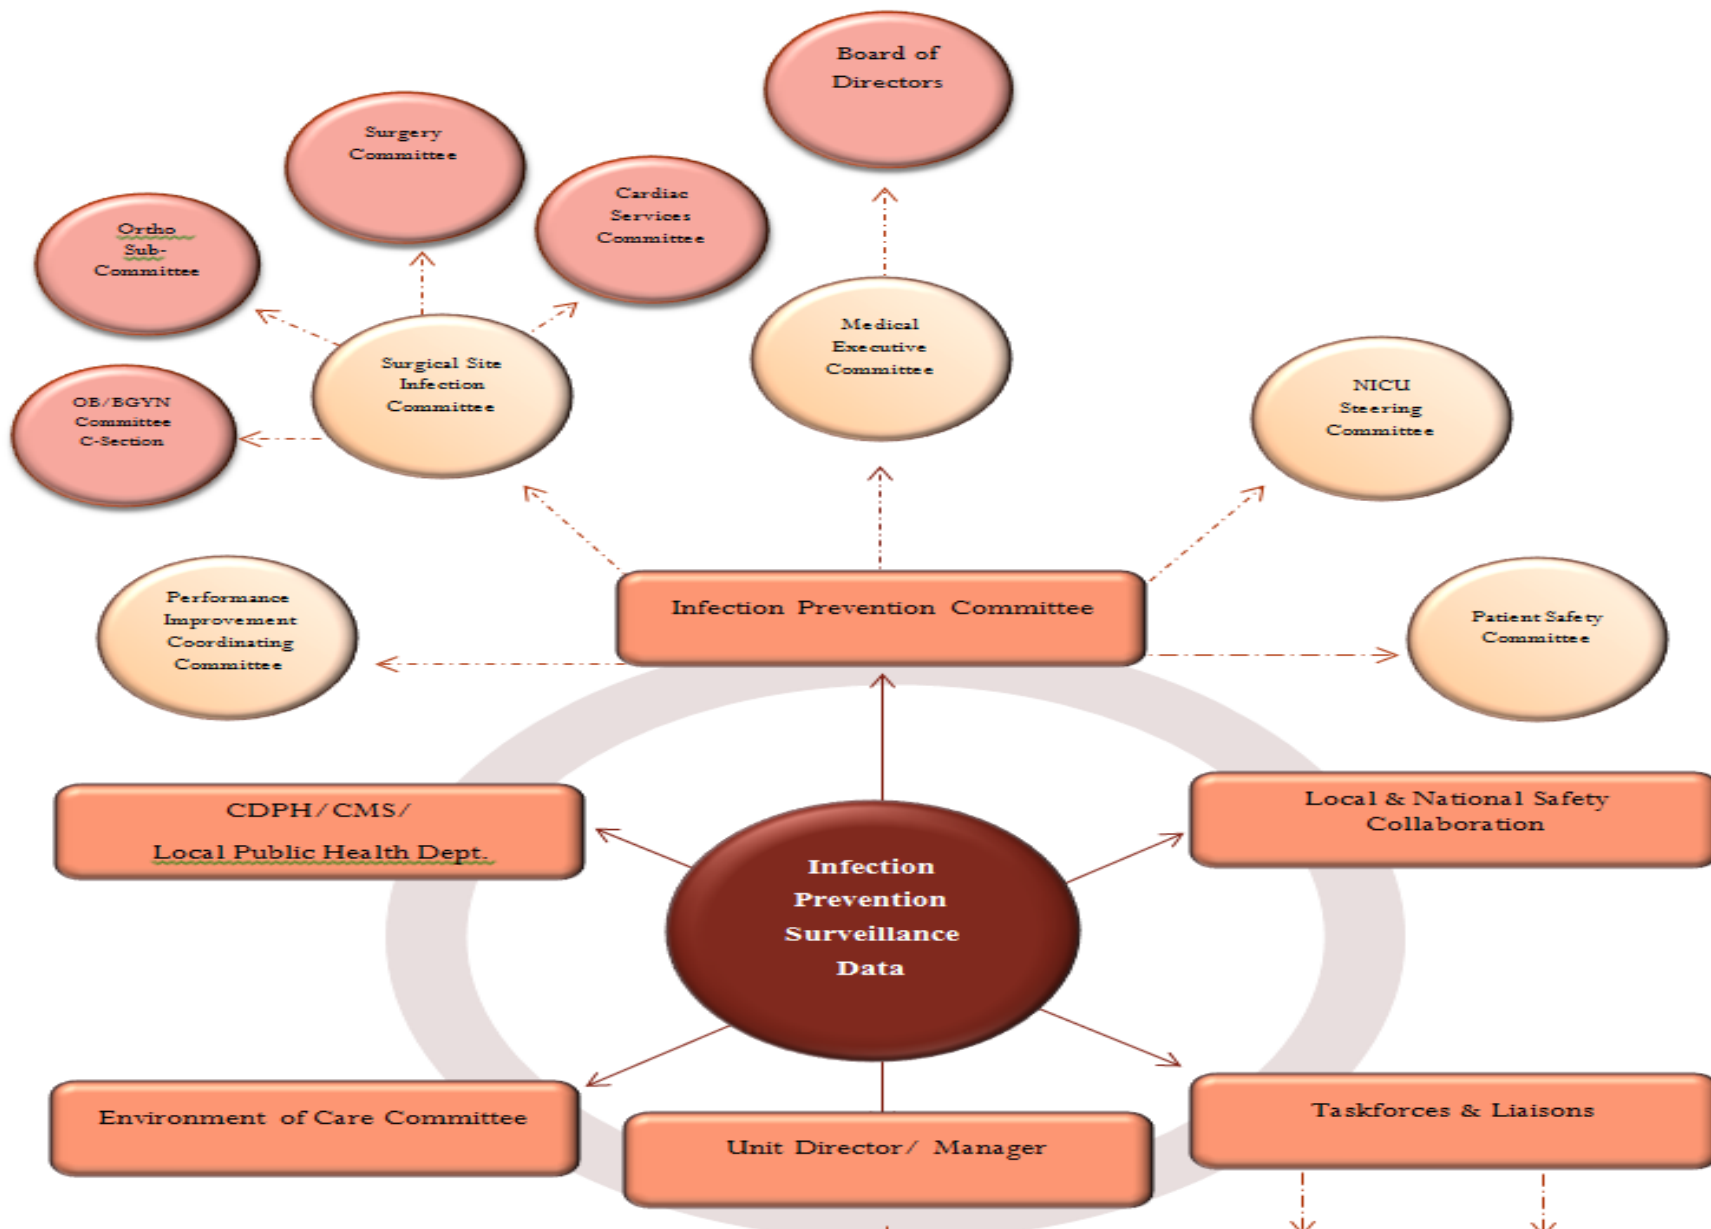 Board of
Directors
Surgery
Committee
Cardiac
Services
Committee
Ortho
Sub-
Committee
Surgical Site
Infection
Committee
Medical
Executive
Committee
OB/BGYN
Committee
C-Section
NICU
Steering
Committee
Performance
Improvement
Coordinating
Committee
Infection Prevention Committee
Patient Safety
Committee
CDPH/CMS/
Local Public Health Dept.
Local & National Safety
Collaboration
Infection
Prevention
Surveillance
Data
Environment of Care Committee
Unit Director/ Manager
Taskforces & Liaisons